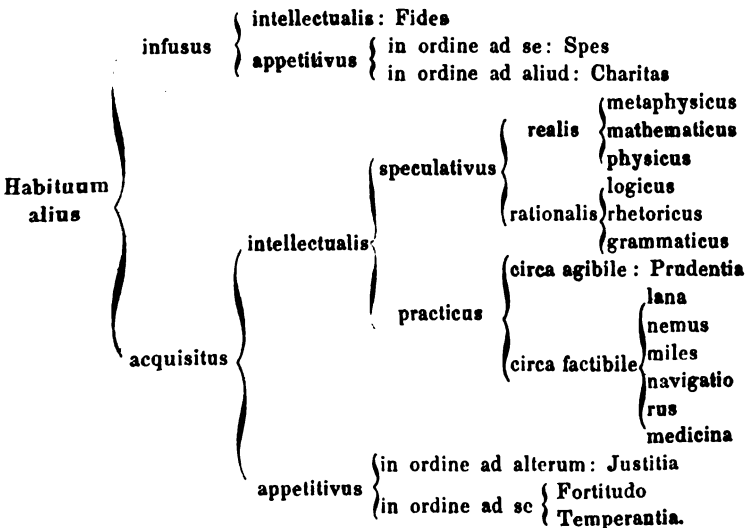 intellectualis: Fides
infusus
appetitivus
in ordine ad se: Spes
in ordine ad aliud: Charitas
Habituum
alius
acquisitus
intellectualis
speculativus
realis
metaphysicus
mathematicus
physicus
rationalis
logicus
rhetoricus
grammaticus
practicus
circa agibile: Prudentia
circa factibile
lana
nemus
miles
navigatio
rus
medicina
appetitivus
in ordine ad alterum: Justitia
in ordine ad se
Fortitudo
Temperantia.